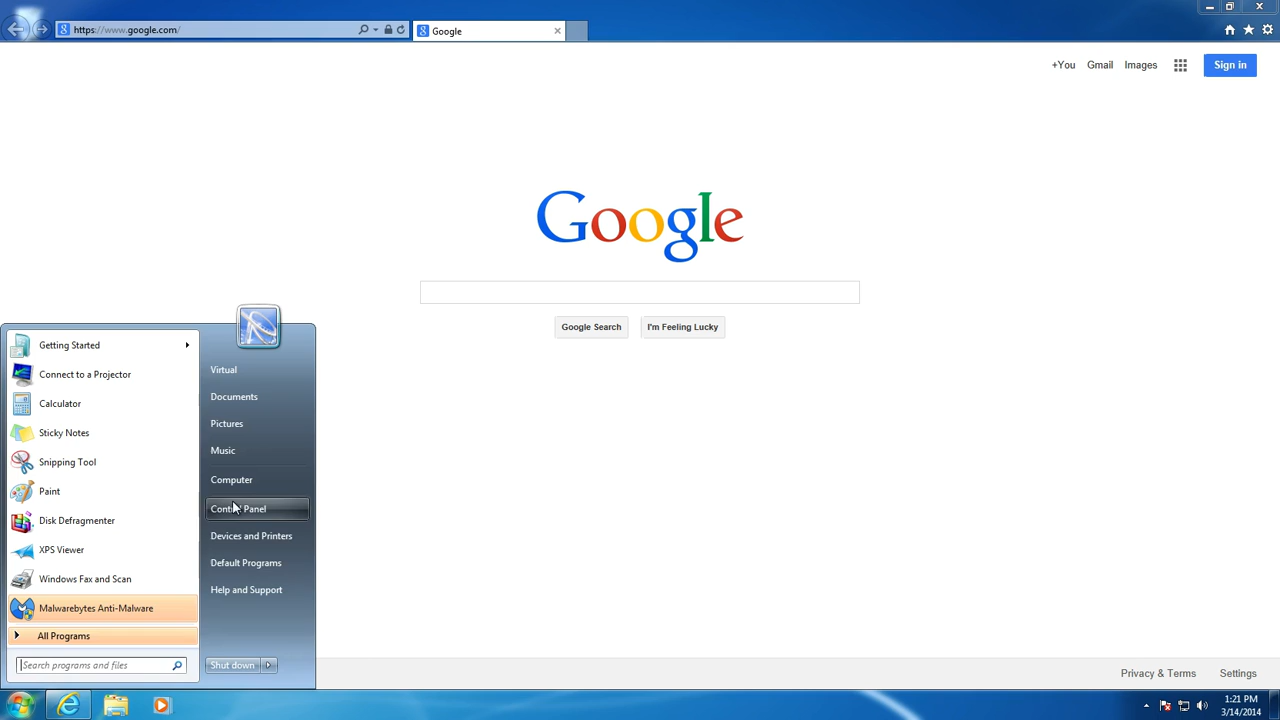 https://www.google.com/
Google
+You
Gmail
Images
Sign in
Google
Google Search
I'm Feeling Lucky
Getting Started
Connect to a Projector
Calculator
Sticky Notes
Snipping Tool
Paint
Disk Defragmenter
XPS Viewer
Windows Fax and Scan
Malwarebytes Anti-Malware
All Programs
Search programs and files
Virtual
Documents
Pictures
Music
Computer
Control Panel
Devices and Printers
Default Programs
Help and Support
Shut down
Privacy & Terms
Settings
1:21 PM
3/14/2014